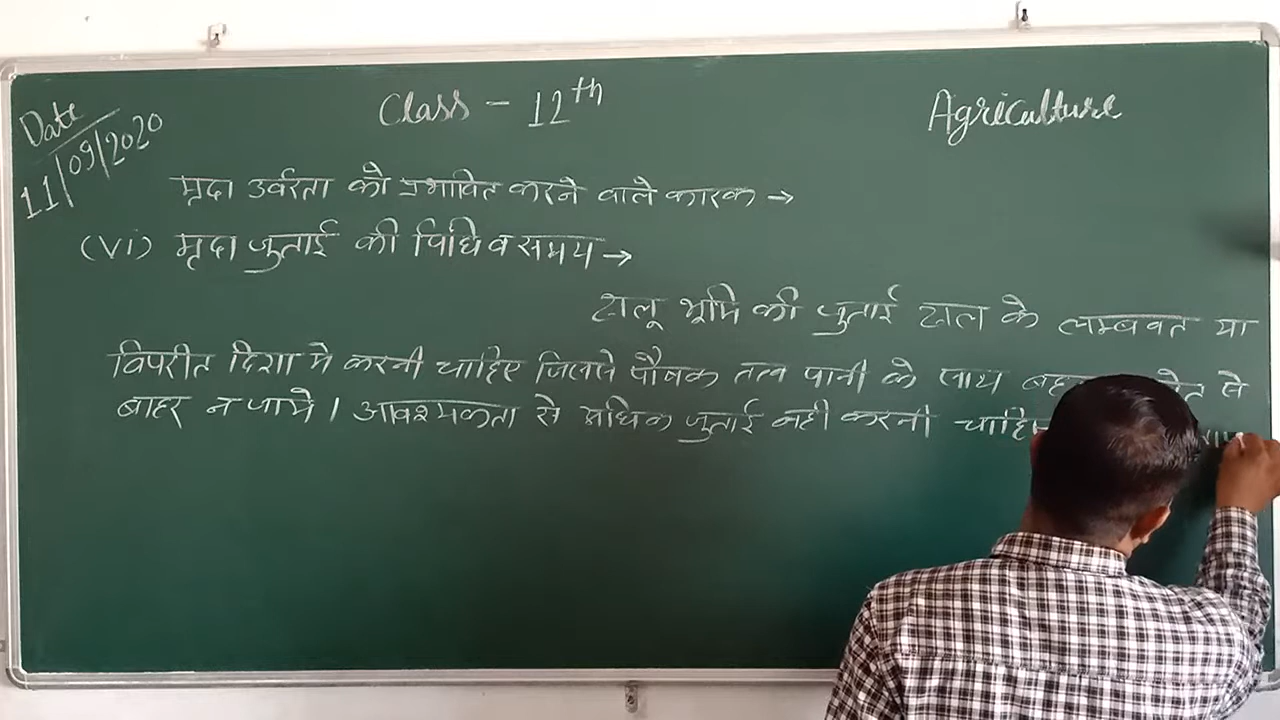 Date
11/09/2020
Class - 12th
Agriculture
मृदा उर्वरता को प्रभावित करने वाले कारक →
(vi) मृदा जुताई की विधि व समय →
ढालू भूमि की जुताई ढाल के लम्बवत या
विपरीत दिशा मे करनी चाहिए जिससे पौषक तत्व पानी के साथ से
बाहर न जाये। आवश्यकता से अधिक जुताई नही करनी